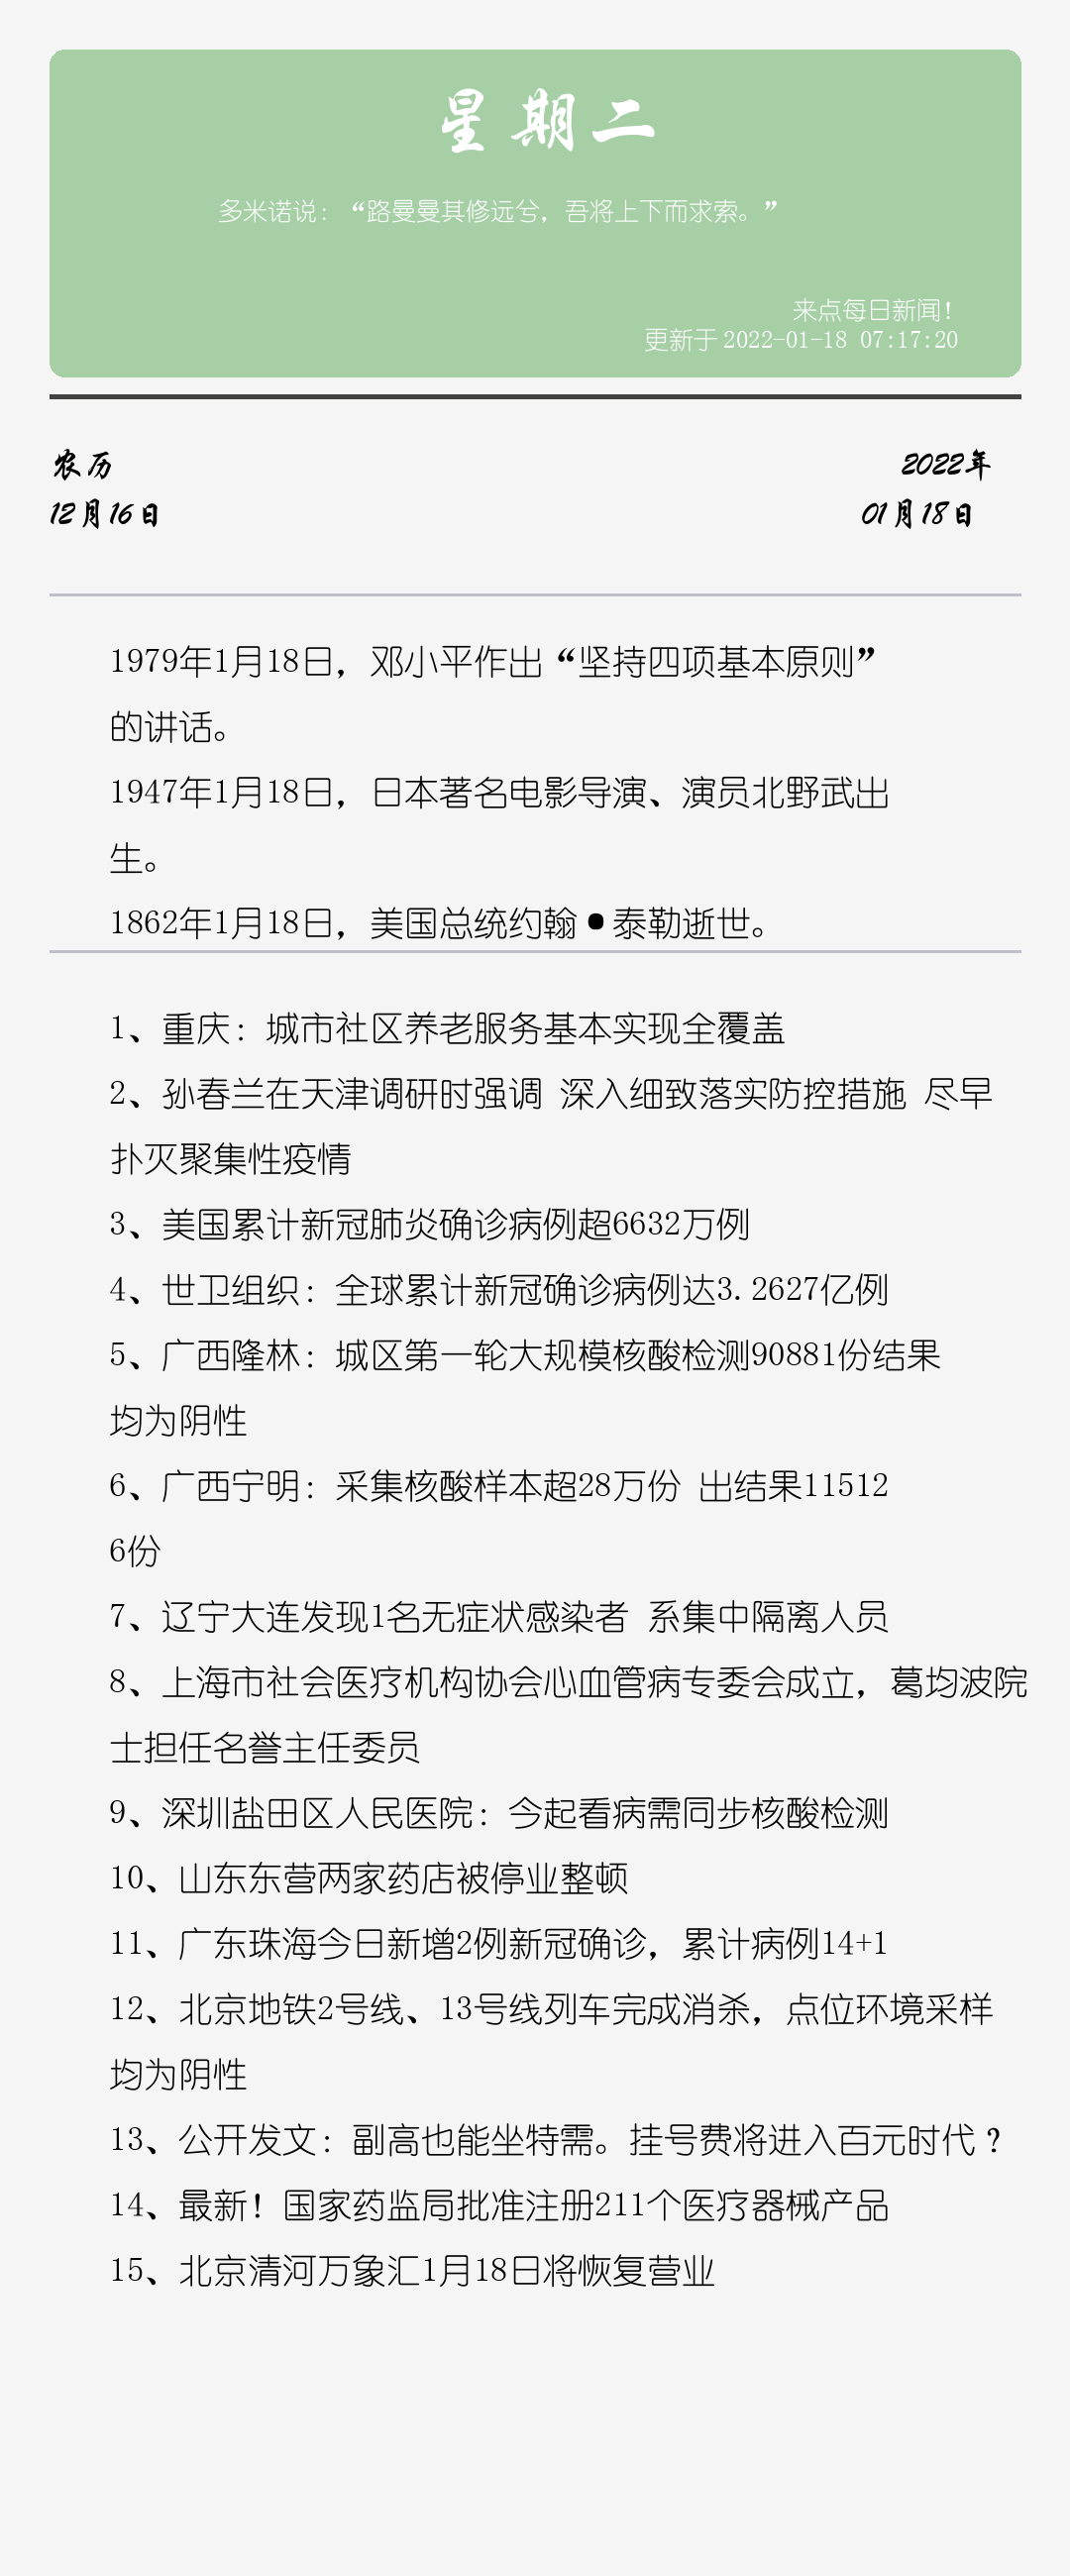 星期二
多米诺说：“路曼曼其修远兮，吾将上下而求索。”
来点每日新闻！
更新于 2022-01-18 07:17:20
农历
2022年
12月16日
01月18日
1979年1月18日，邓小平作出“坚持四项基本原则”
的讲话。
1947年1月18日，日本著名电影导演、演员北野武出
生。
1862年1月18日，美国总统约翰•泰勒逝世。
1、重庆：城市社区养老服务基本实现全覆盖
2、孙春兰在天津调研时强调 深入细致落实防控措施 尽早
扑灭聚集性疫情
3、美国累计新冠肺炎确诊病例超6632万例
4、世卫组织：全球累计新冠确诊病例达3.2627亿例
5、广西隆林：城区第一轮大规模核酸检测90881份结果
均为阴性
6、广西宁明：采集核酸样本超28万份 出结果11512
6份
7、辽宁大连发现1名无症状感染者 系集中隔离人员
8、上海市社会医疗机构协会心血管病专委会成立，葛均波院
士担任名誉主任委员
9、深圳盐田区人民医院：今起看病需同步核酸检测
10、山东东营两家药店被停业整顿
11、广东珠海今日新增2例新冠确诊，累计病例14+1
12、北京地铁2号线、13号线列车完成消杀，点位环境采样
均为阴性
13、公开发文：副高也能坐特需。挂号费将进入百元时代？
14、最新！国家药监局批准注册211个医疗器械产品
15、北京清河万象汇1月18日将恢复营业